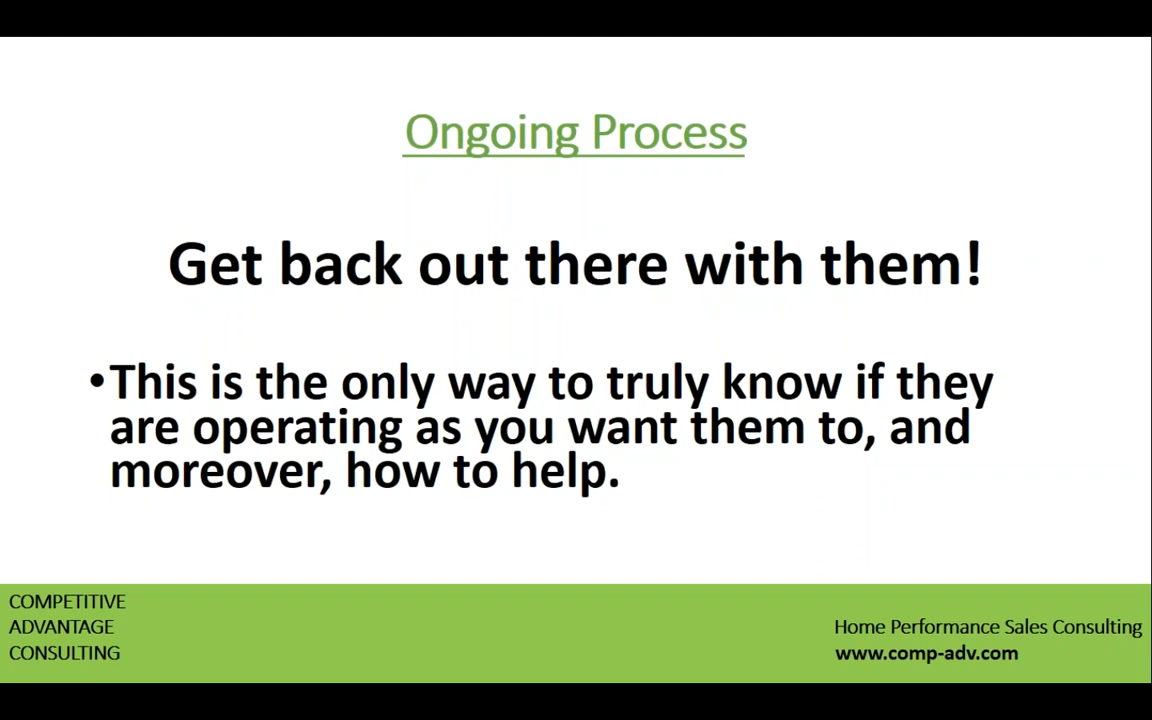 Ongoing Process
Get back out there with them!
•This is the only way to truly know if they
are operating as you want them to, and
moreover, how to help.
COMPETITIVE
ADVANTAGE
CONSULTING
Home Performance Sales Consulting
www.comp-adv.com